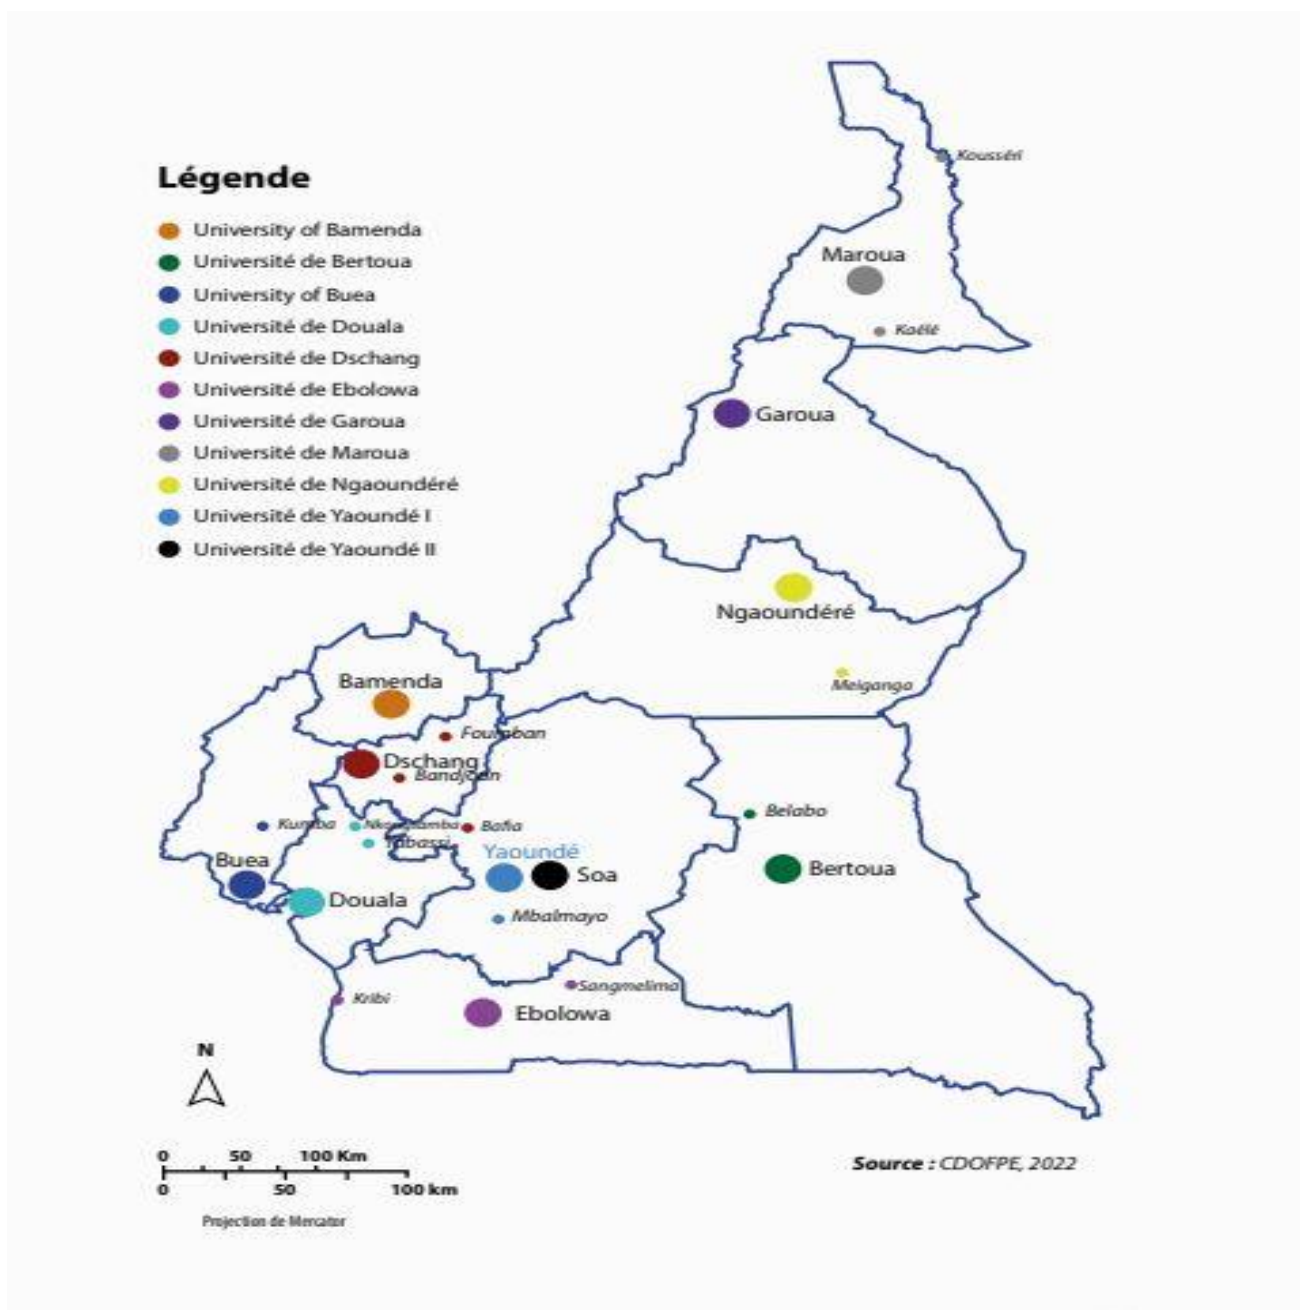 Légende
University of Bamenda
Université de Bertoua
University of Buea
Université de Douala
Université de Dschang
Université de Ebolowa
Université de Garoua
Université de Maroua
Université de Ngaoundéré
Université de Yaoundé I
Université de Yaoundé II
Kousséri
Maroua
Kaélé
Garoua
Ngaoundéré
Meiganga
Bamenda
Foumban
Dschang
Bandjoun
Kumba
Nkongsamba
Bafia
Yabassi
Belabo
Buea
Yaoundé
Soa
Bertoua
Douala
Mbalmayo
Sangmelima
Kribi
Ebolowa
N
0 50 100 Km
0 50 100 km
Projection de Mercator
Source : CDOFPE, 2022